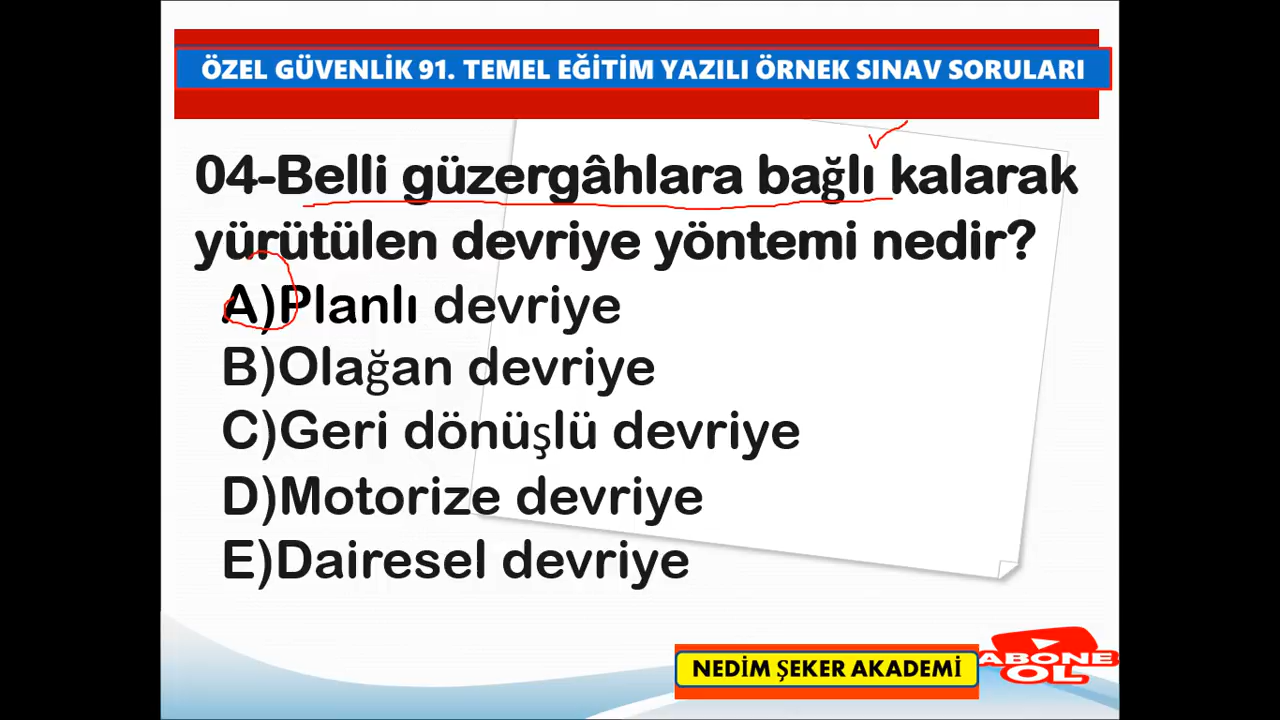 ÖZEL GÜVENLİK 91. TEMEL EĞİTİM YAZILI ÖRNEK SINAV SORULARI
04-Belli güzergâhlara bağlı kalarak
yürütülen devriye yöntemi nedir?
A)Planlı devriye
B)Olağan devriye
C)Geri dönüşlü devriye
D)Motorize devriye
E)Dairesel devriye
NEDİM ŞEKER AKADEMİ
ABONE
OL